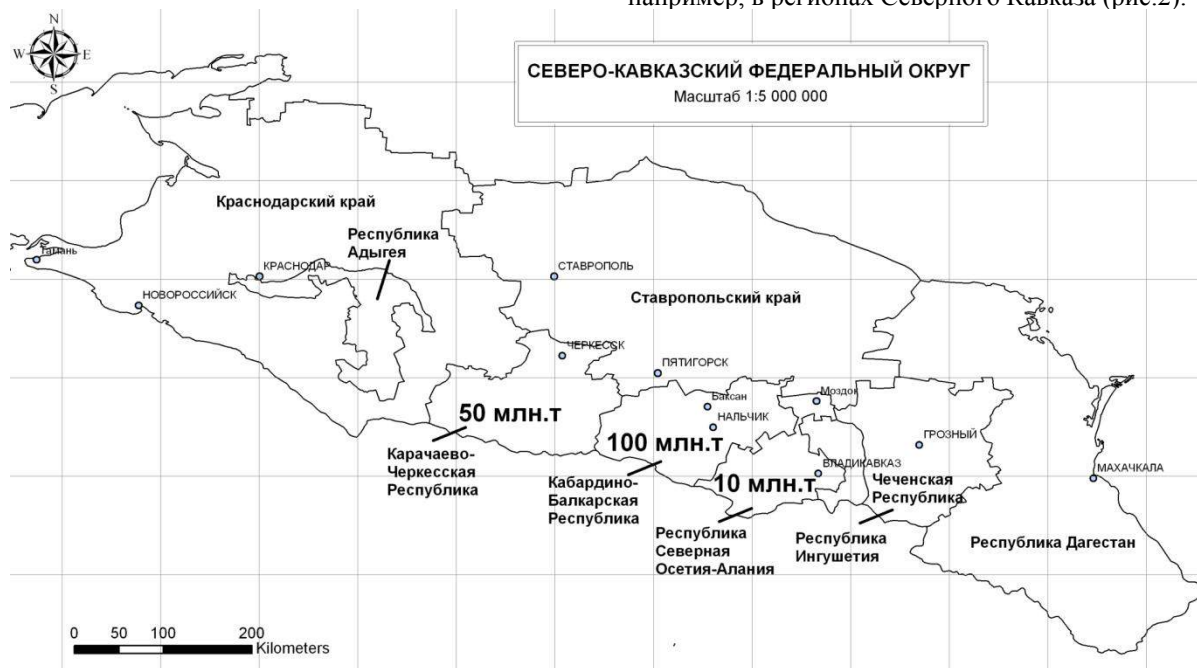 например, в регионах Северного Кавказа (рис.2).
N
W E
S
СЕВЕРО-КАВКАЗСКИЙ ФЕДЕРАЛЬНЫЙ ОКРУГ
Масштаб 1:5 000 000
Краснодарский край
Республика
Адыгея
Тамань
КРАСНОДАР
СТАВРОПОЛЬ
НОВОРОССИЙСК
Ставропольский край
ЧЕРКЕССК
ПЯТИГОРСК
Баксан
Моздок
50 млн.т
НАЛЬЧИК
100 млн.т
ГРОЗНЫЙ
Карачаево-
Черкесская
Республика
ВЛАДИКАВКАЗ
МАХАЧКАЛА
10 млн.т
Чеченская
Республика
Кабардино-
Балкарская
Республика
Республика
Северная
Осетия-Алания
Республика
Ингушетия
Республика Дагестан
0 50 100 200
Kilometers